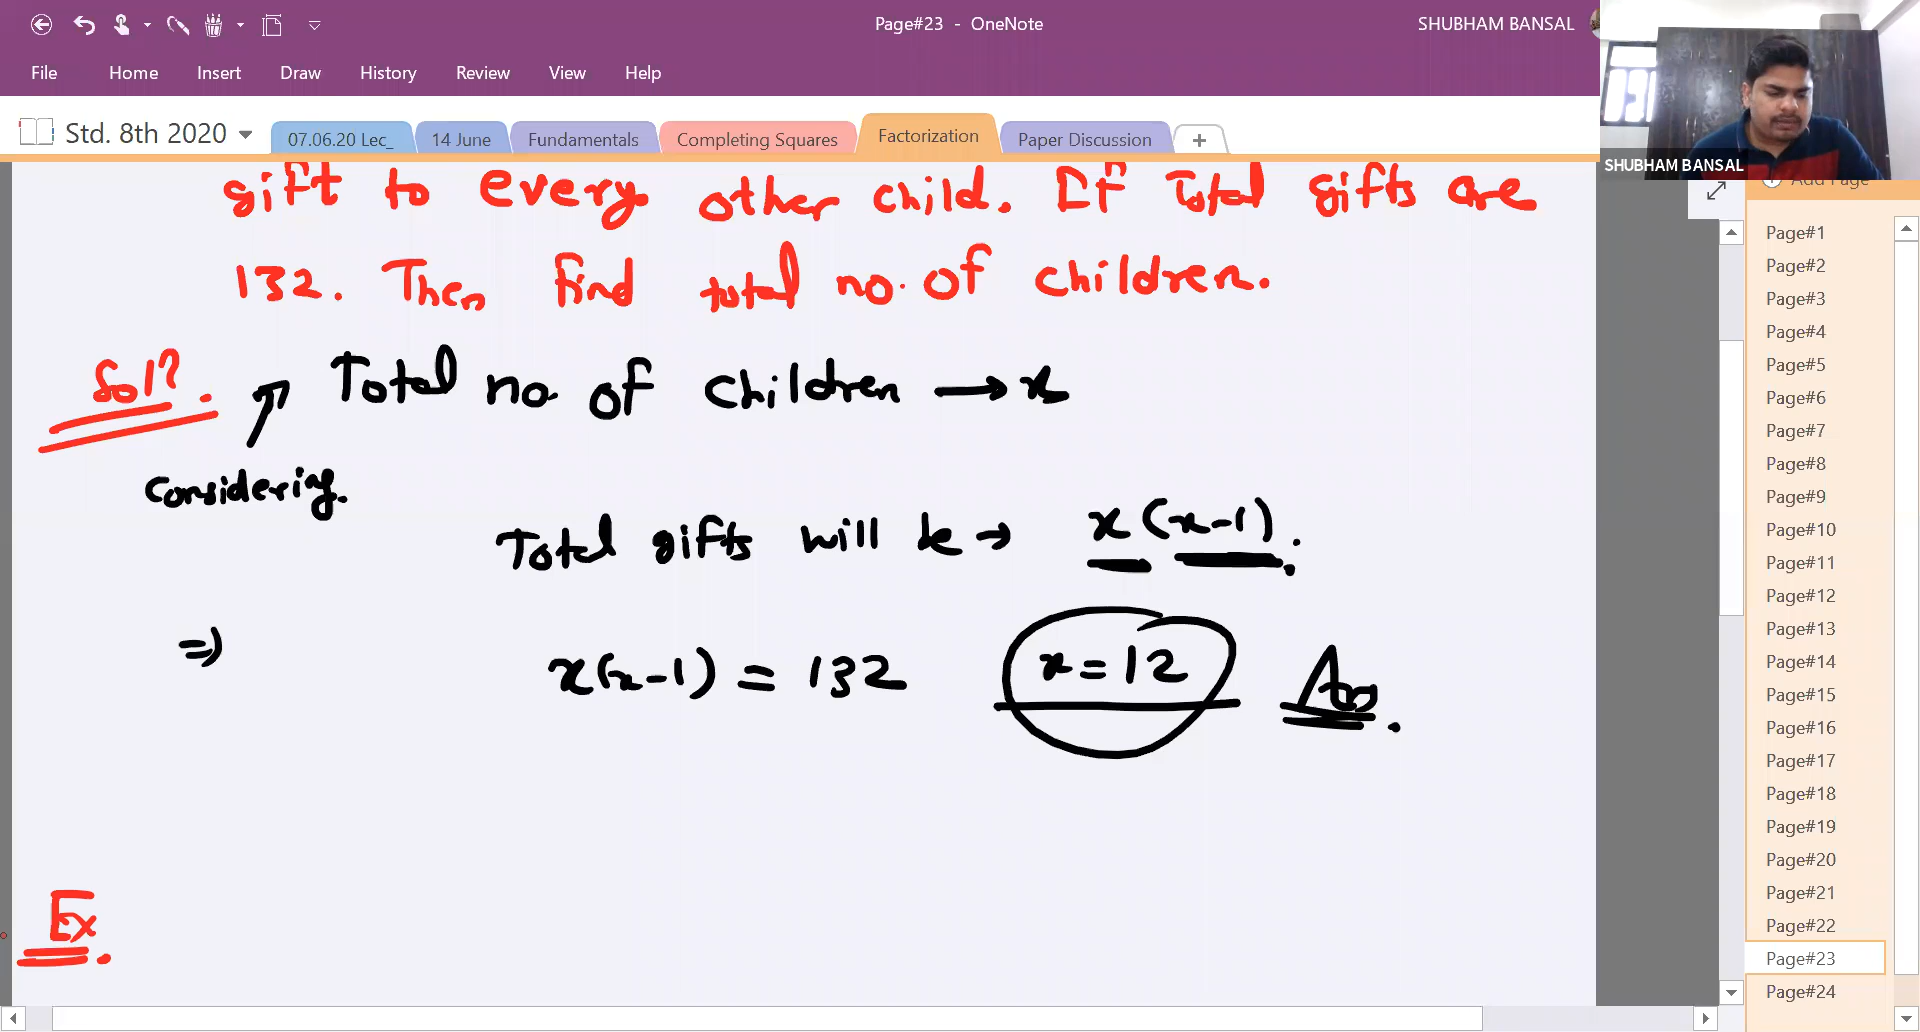 Page#23 - OneNote
SHUBHAM BANSAL
File Home Insert Draw History Review View Help
Std. 8th 2020
07.06.20 Lec_
14 June
Fundamentals
Completing Squares
Factorization
Paper Discussion
+
SHUBHAM BANSAL
Add Page
gift to every other child. If Total gifts are
132. Then find total no. of children.
Sol?.
Total no. of children → x
Considering.
Total gifts will be → x(x-1).
⇒ x(x-1) = 132 x = 12 Ans.
Ex.
Page#1
Page#2
Page#3
Page#4
Page#5
Page#6
Page#7
Page#8
Page#9
Page#10
Page#11
Page#12
Page#13
Page#14
Page#15
Page#16
Page#17
Page#18
Page#19
Page#20
Page#21
Page#22
Page#23
Page#24